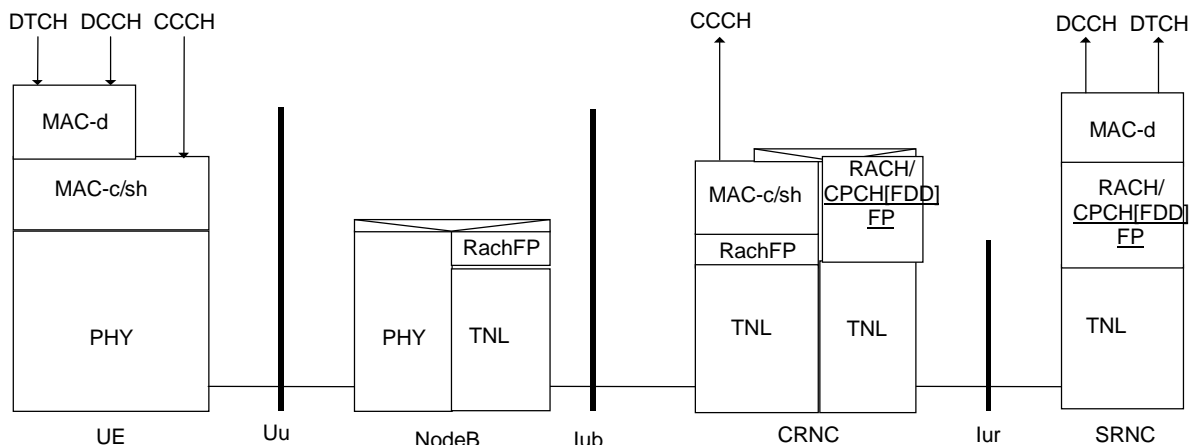 DTCH DCCH CCCH
CCCH
DCCH DTCH
MAC-d
MAC-d
MAC-c/sh
MAC-c/sh
RACH/
CPCH[FDD]
FP
RACH/
CPCH[FDD]
FP
RachFP
RachFP
PHY
PHY
TNL
TNL
TNL
TNL
UE
Uu
NodeB
Iub
CRNC
Iur
SRNC